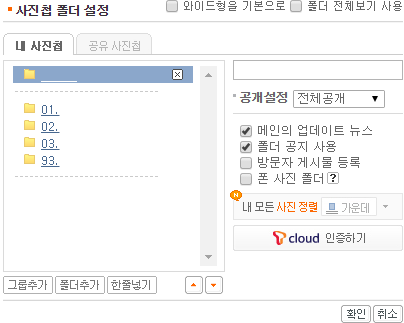 사진첩 폴더 설정 와이드형을 기본으로 폴더 전체보기 사용
내 사진첩 공유 사진첩
01.
02.
03.
93.
공개설정 전체공개
메인의 업데이트 뉴스
폴더 공지 사용
방문자 게시물 등록
폰 사진 폴더 ?
N
내 모든 사진 정렬 가운데
T cloud 인증하기
그룹추가 폴더추가 한줄넣기
확인 취소